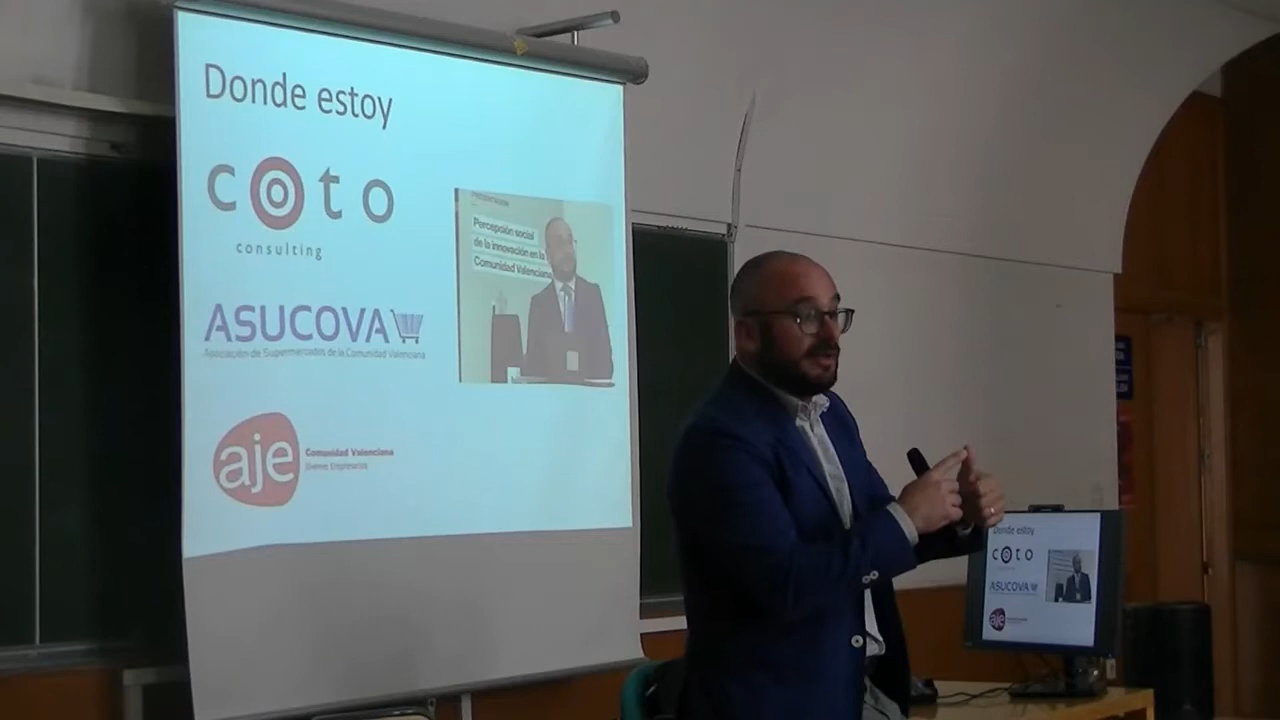 Donde estoy
coto
consulting
ASUCOVA
Asociación de Supermercados de la Comunidad Valenciana
aje
Comunidad Valenciana
Jóvenes Empresarios
Percepción social
de la innovación en la
Comunidad Valenciana
Donde estoy
coto
ASUCOVA
aje